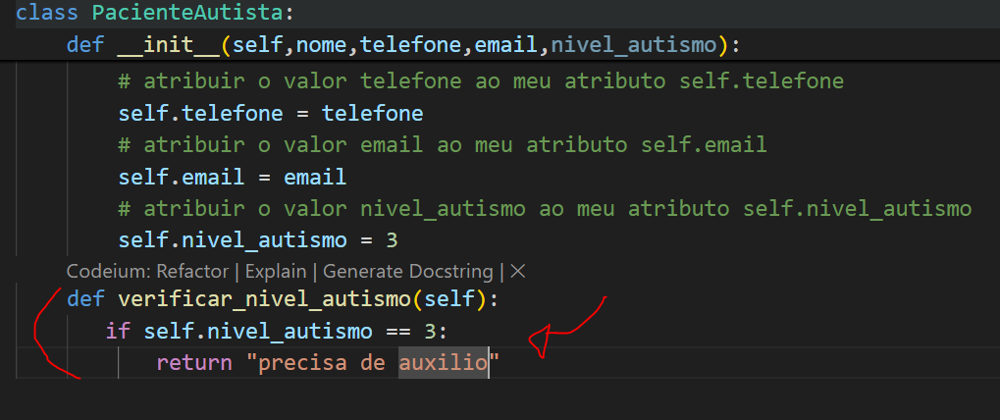 class PacienteAutista:
def __init__(self,nome,telefone,email,nivel_autismo):
# atribuir o valor telefone ao meu atributo self.telefone
self.telefone = telefone
# atribuir o valor email ao meu atributo self.email
self.email = email
# atribuir o valor nivel_autismo ao meu atributo self.nivel_autismo
self.nivel_autismo = 3
Codeium: Refactor | Explain | Generate Docstring | ×
def verificar_nivel_autismo(self):
if self.nivel_autismo == 3:
return "precisa de auxilio"